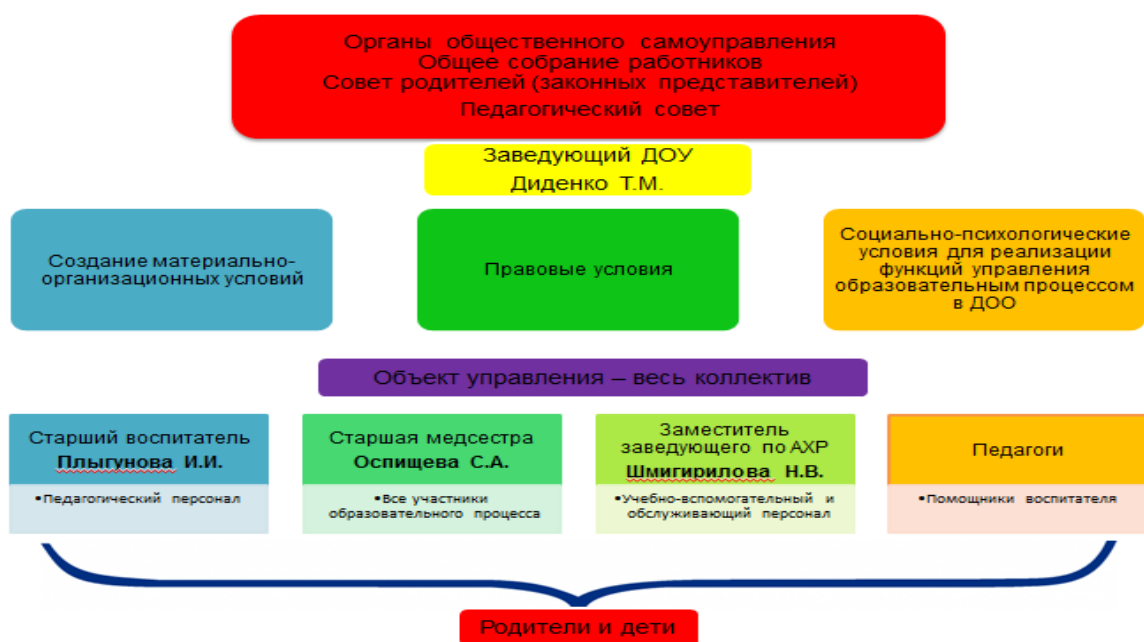 Органы общественного самоуправления
Общее собрание работников
Совет родителей (законных представителей)
Педагогический совет
Заведующий ДОУ
Диденко Т.М.
Создание материально-
организационных условий
Правовые условия
Социально-психологические
условия для реализации
функций управления
образовательным процессом
в ДОО
Объект управления – весь коллектив
Старший воспитатель
Плыгунова И.И.
•Педагогический персонал
Старшая медсестра
Оспищева С.А.
•Все участники
образовательного процесса
Заместитель
заведующего по АХР
Шмигирилова Н.В.
•Учебно-вспомогательный и
обслуживающий персонал
Педагоги
•Помощники воспитателя
Родители и дети